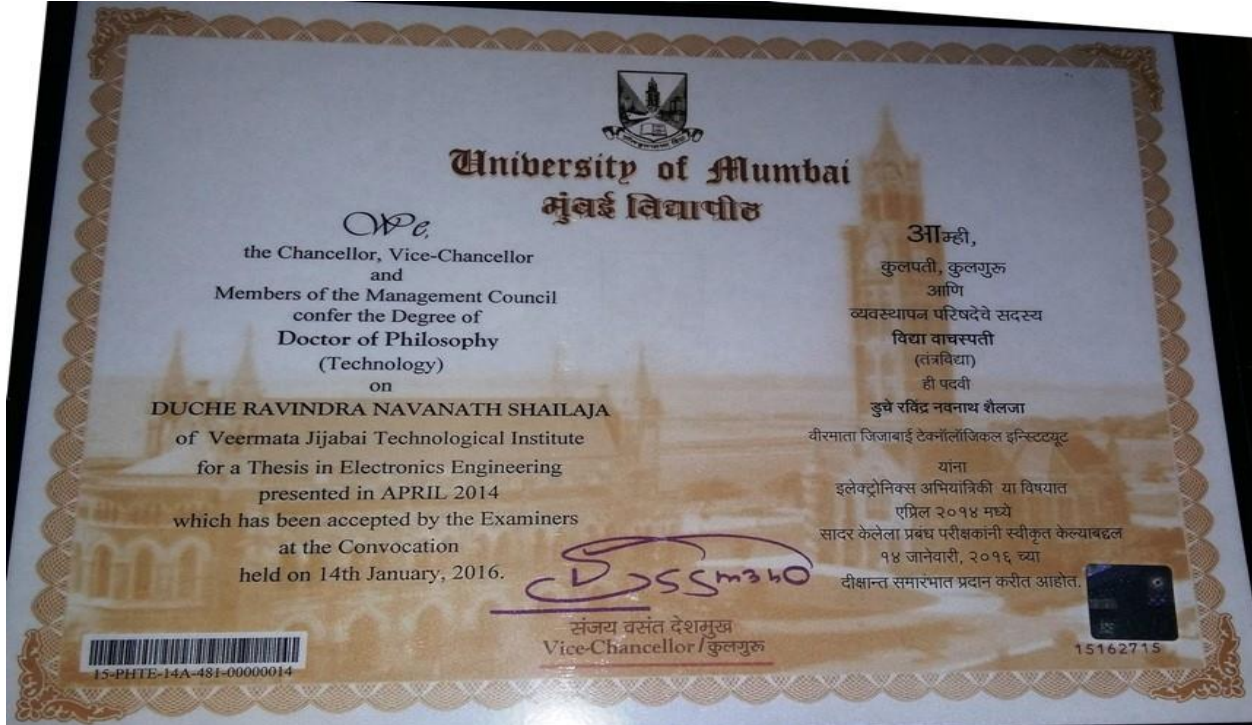 University of Mumbai
मुंबई विद्यापीठ
We,
the Chancellor, Vice-Chancellor
and
Members of the Management Council
confer the Degree of
Doctor of Philosophy
(Technology)
on
DUCHE RAVINDRA NAVANATH SHAILAJA
of Veermata Jijabai Technological Institute
for a Thesis in Electronics Engineering
presented in APRIL 2014
which has been accepted by the Examiners
at the Convocation
held on 14th January, 2016.
आम्ही,
कुलपती, कुलगुरू
आणि
व्यवस्थापन परिषदेचे सदस्य
विद्या वाचस्पती
(तंत्रविद्या)
ही पदवी
डुचे रविंद्र नवनाथ शैलजा
वीरमाता जिजाबाई टेक्नॉलॉजिकल इन्स्टिटयूट
यांना
इलेक्ट्रोनिक्स अभियांत्रिकी या विषयात
एप्रिल २०१४ मध्ये
सादर केलेला प्रबंध परीक्षकांनी स्वीकृत केल्याबद्दल
१४ जानेवारी, २०१६ च्या
दीक्षान्त समारंभात प्रदान करीत आहोत.
संजय वसंत देशमुख
Vice-Chancellor/कुलगुरू
15-PHTE-14A-481-00000014
15162715